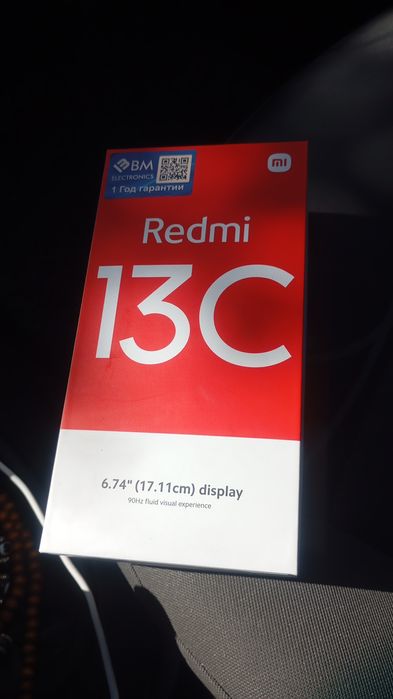 BM
ELECTRONICS
1 Год гарантии
mi
Redmi
13C
6.74" (17.11cm) display
90Hz fluid visual experience